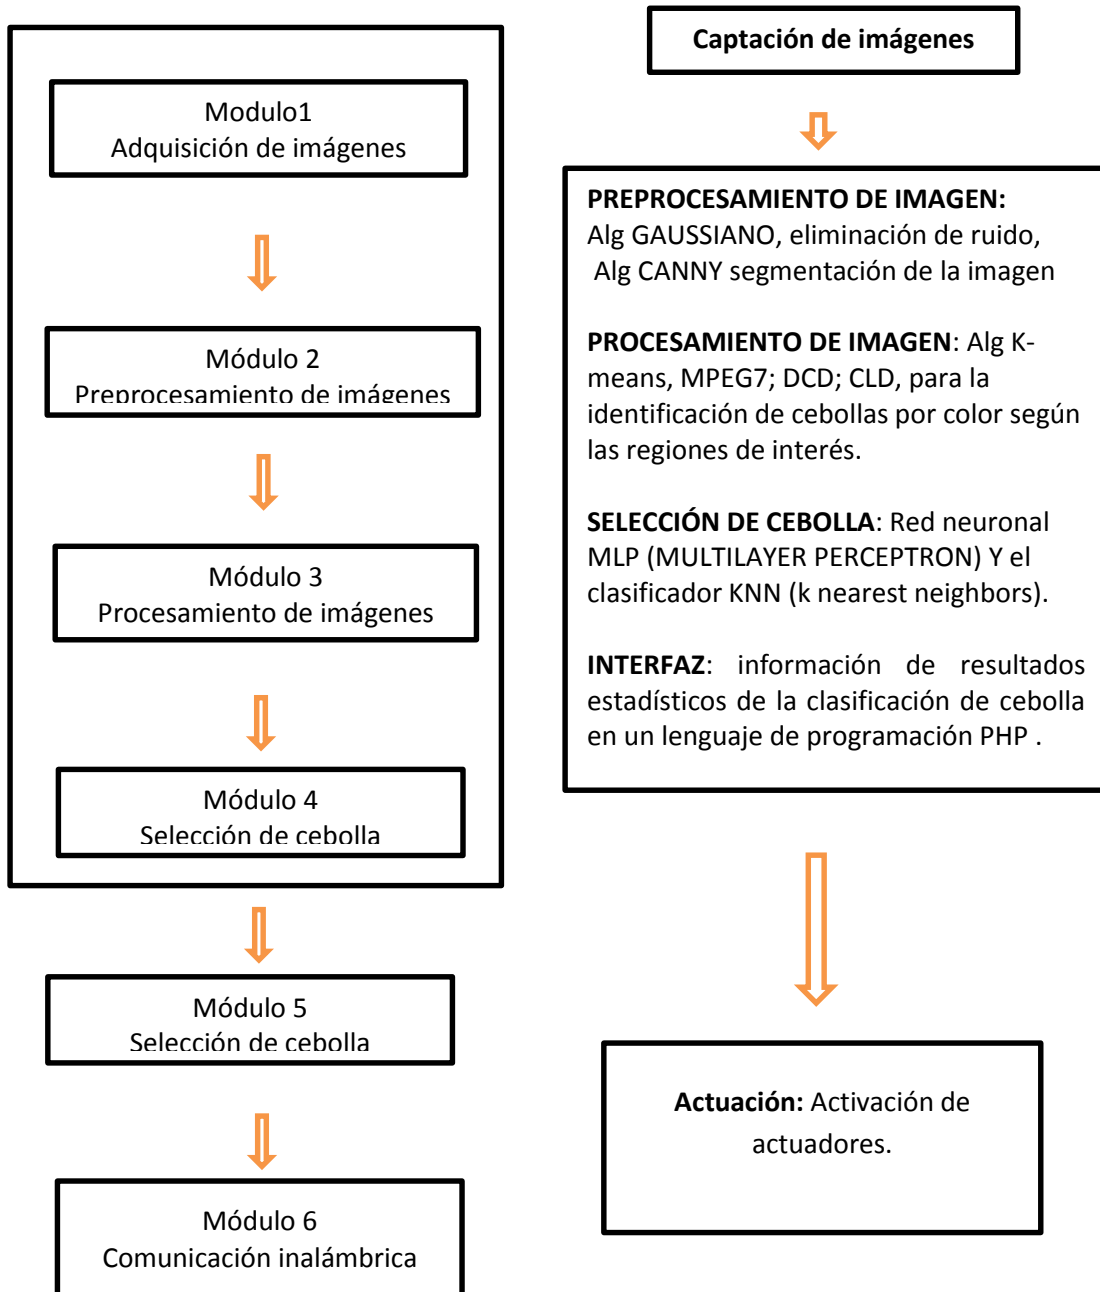 Modulo1
Adquisición de imágenes
Módulo 2
Preprocesamiento de imágenes
Módulo 3
Procesamiento de imágenes
Módulo 4
Selección de cebolla
Módulo 5
Selección de cebolla
Módulo 6
Comunicación inalámbrica
Captación de imágenes
PREPROCESAMIENTO DE IMAGEN:
Alg GAUSSIANO, eliminación de ruido,
Alg CANNY segmentación de la imagen
PROCESAMIENTO DE IMAGEN: Alg K-
means, MPEG7; DCD; CLD, para la
identificación de cebollas por color según
las regiones de interés.
SELECCIÓN DE CEBOLLA: Red neuronal
MLP (MULTILAYER PERCEPTRON) Y el
clasificador KNN (k nearest neighbors).
INTERFAZ: información de resultados
estadísticos de la clasificación de cebolla
en un lenguaje de programación PHP .
Actuación: Activación de
actuadores.